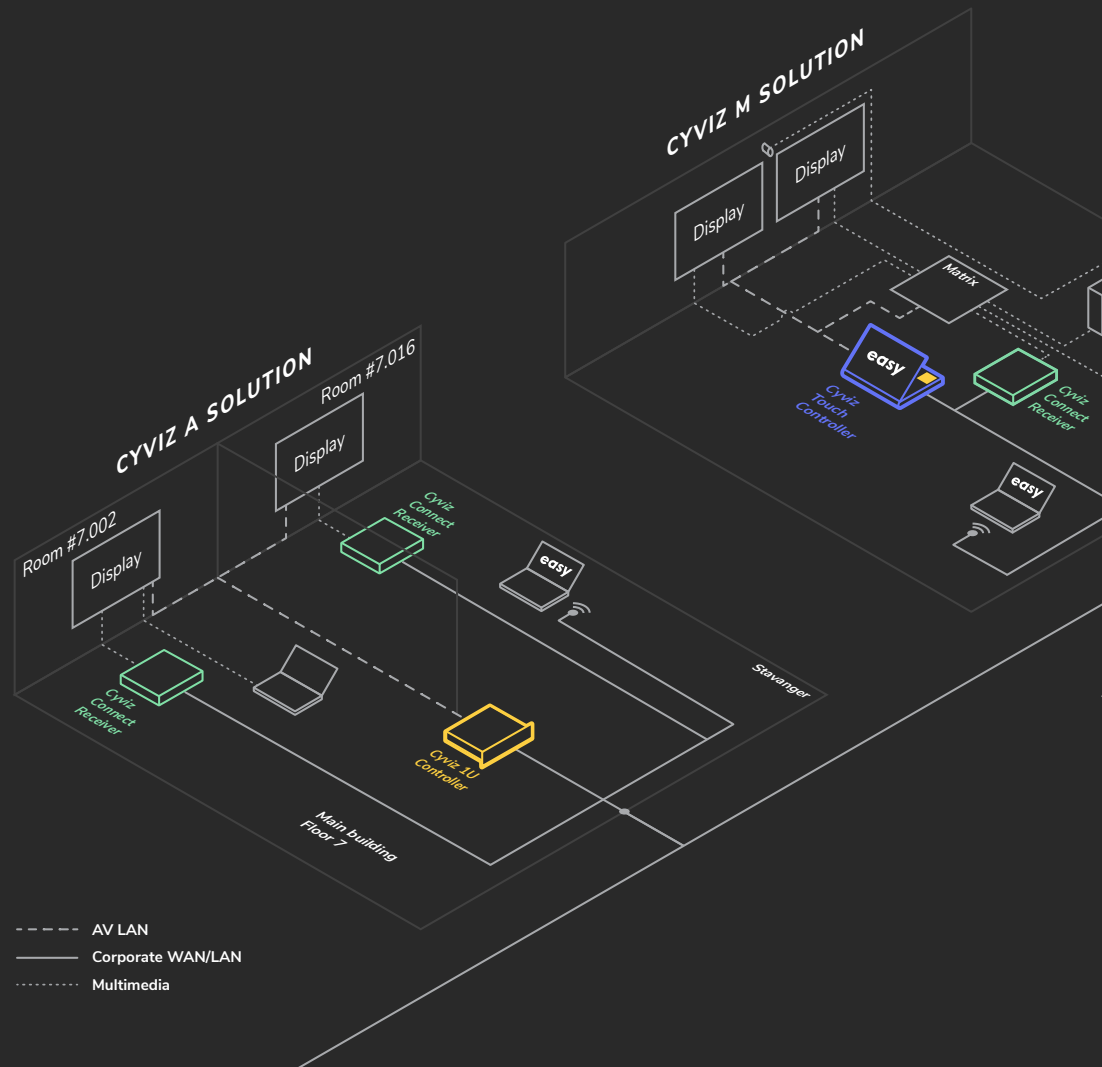 CYVIZ M SOLUTION
Display
Display
Matrix
easy
Cyviz
Touch
Controller
Cyviz
Connect
Receiver
easy
CYVIZ A SOLUTION
Room #7.016
Display
Cyviz
Connect
Receiver
easy
Room #7.002
Display
Cyviz
Connect
Receiver
Stavanger
Cyviz 1U
Controller
Main building
Floor 7
AV LAN
Corporate WAN/LAN
Multimedia